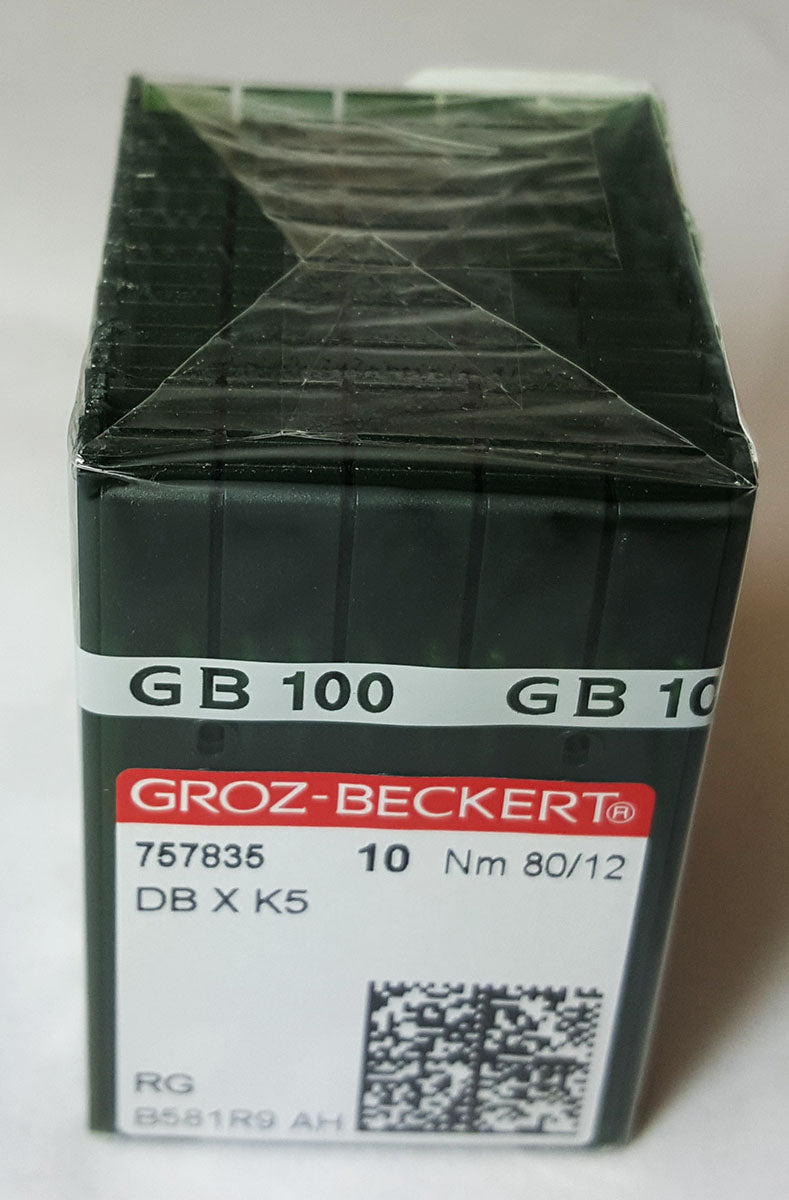 GB 100 GB 10
GROZ-BECKERT®
757835 10 Nm 80/12
DB X K5
RG
B581R9 AH